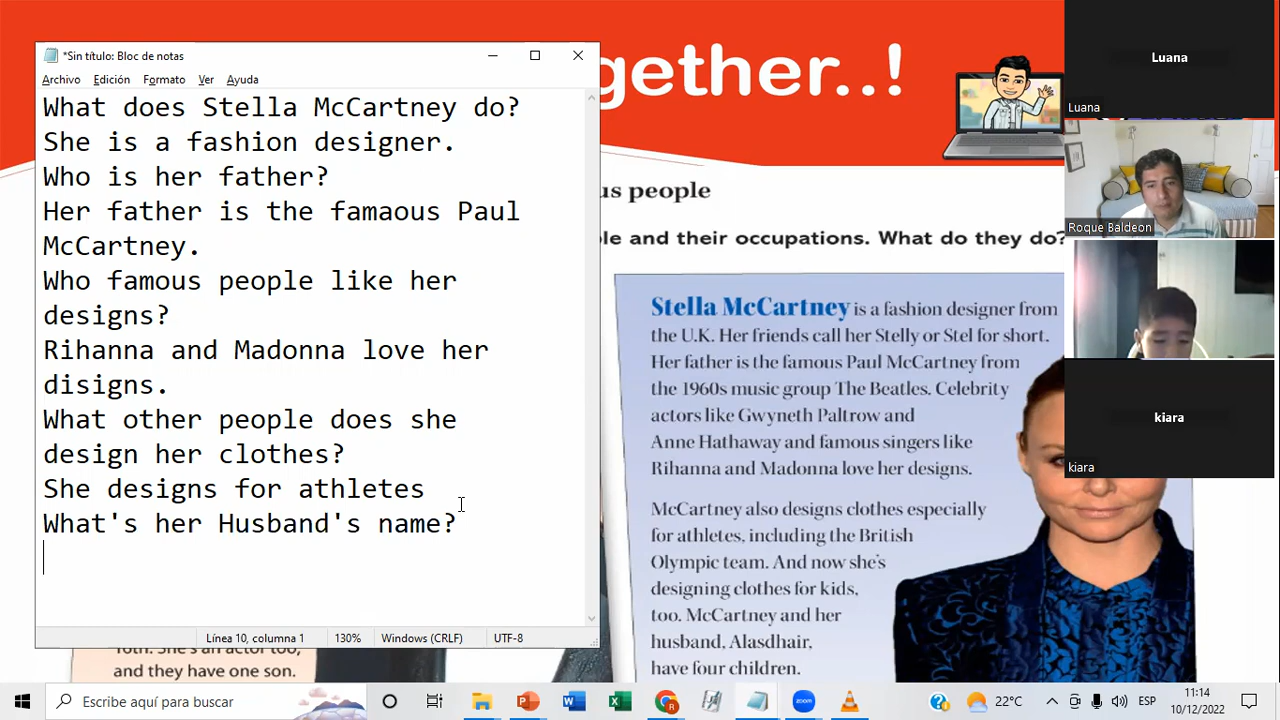 *Sin título: Bloc de notas
Archivo Edición Formato Ver Ayuda
What does Stella McCartney do?
She is a fashion designer.
Who is her father?
Her father is the famaous Paul
McCartney.
Who famous people like her
designs?
Rihanna and Madonna love her
disigns.
What other people does she
design her clothes?
She designs for athletes
What's her Husband's name?
Línea 10, columna 1 130% Windows (CRLF) UTF-8
gether..!
us people
le and their occupations. What do they do?
Stella McCartney is a fashion designer from
the U.K. Her friends call her Stelly or Stel for short.
Her father is the famous Paul McCartney from
the 1960s music group The Beatles. Celebrity
actors like Gwyneth Paltrow and
Anne Hathaway and famous singers like
Rihanna and Madonna love her designs.
McCartney also designs clothes especially
for athletes, including the British
Olympic team. And now she's
designing clothes for kids,
too. McCartney and her
husband, Alasdhair,
have four children.
Toth. She's an actor too,
and they have one son.
Luana
Luana
Roque Baldeon
kiara
kiara
Escribe aquí para buscar
22°C
ESP
11:14
10/12/2022